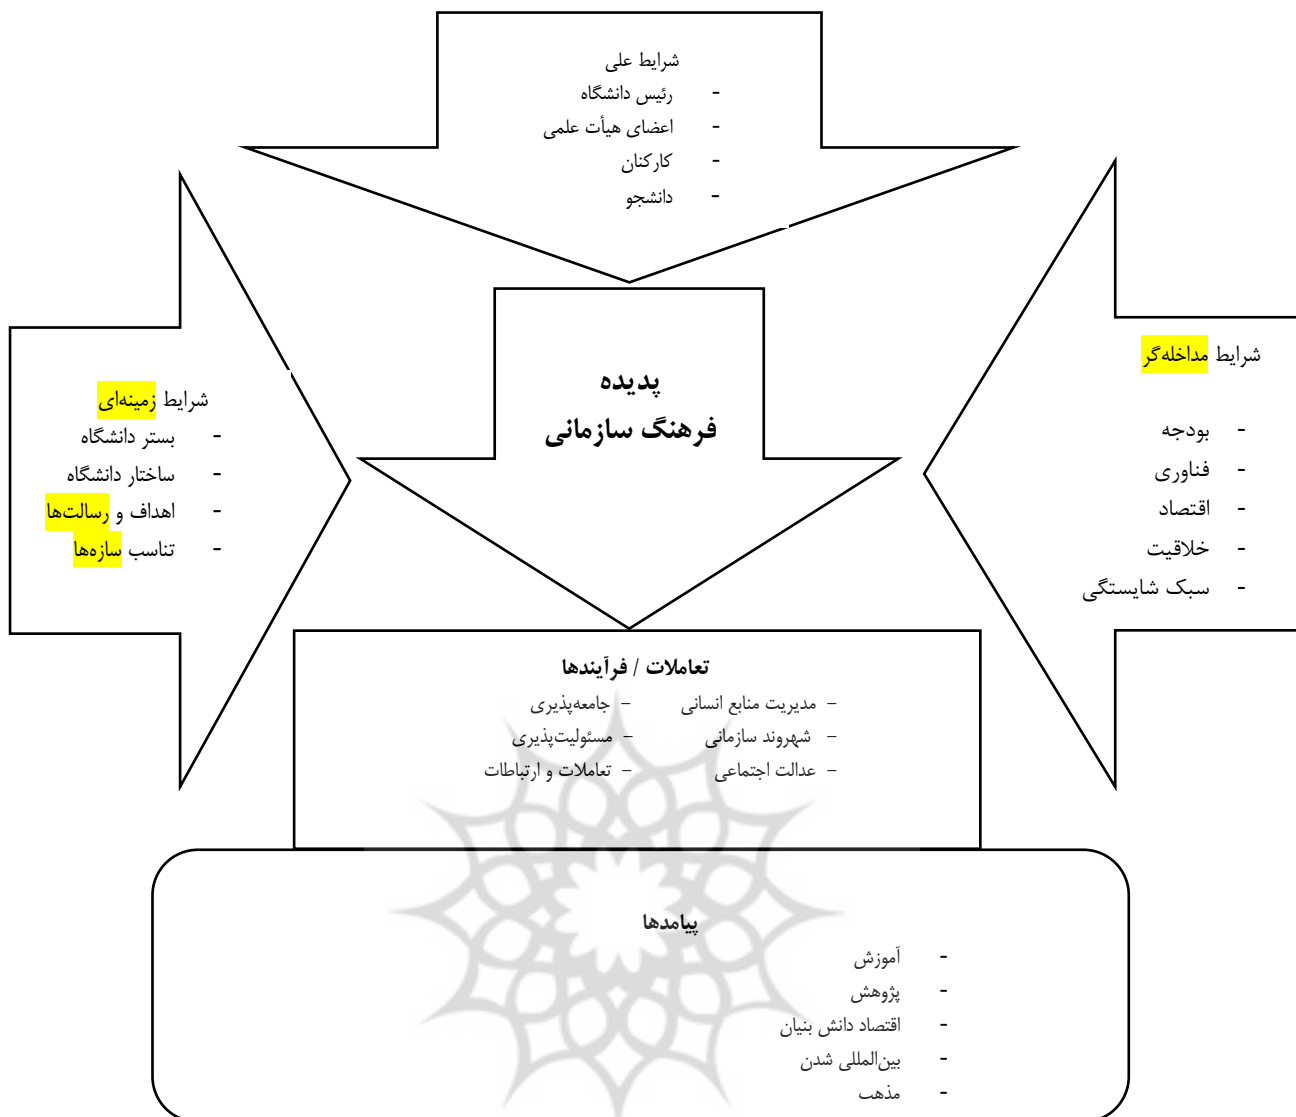 شرایط علی
- رئیس دانشگاه
- اعضای هیأت علمی
- کارکنان
- دانشجو
شرایط مداخله‌گر
- بودجه
- فناوری
- اقتصاد
- خلاقیت
- سبک شایستگی
پدیده
فرهنگ سازمانی
شرایط زمینه‌ای
- بستر دانشگاه
- ساختار دانشگاه
- اهداف و رسالت‌ها
- تناسب سازه‌ها
تعاملات / فرآیندها
- مدیریت منابع انسانی - جامعه‌پذیری
- شهروند سازمانی - مسئولیت‌پذیری
- عدالت اجتماعی - تعاملات و ارتباطات
پیامدها
- آموزش
- پژوهش
- اقتصاد دانش بنیان
- بین‌المللی شدن
- مذهب